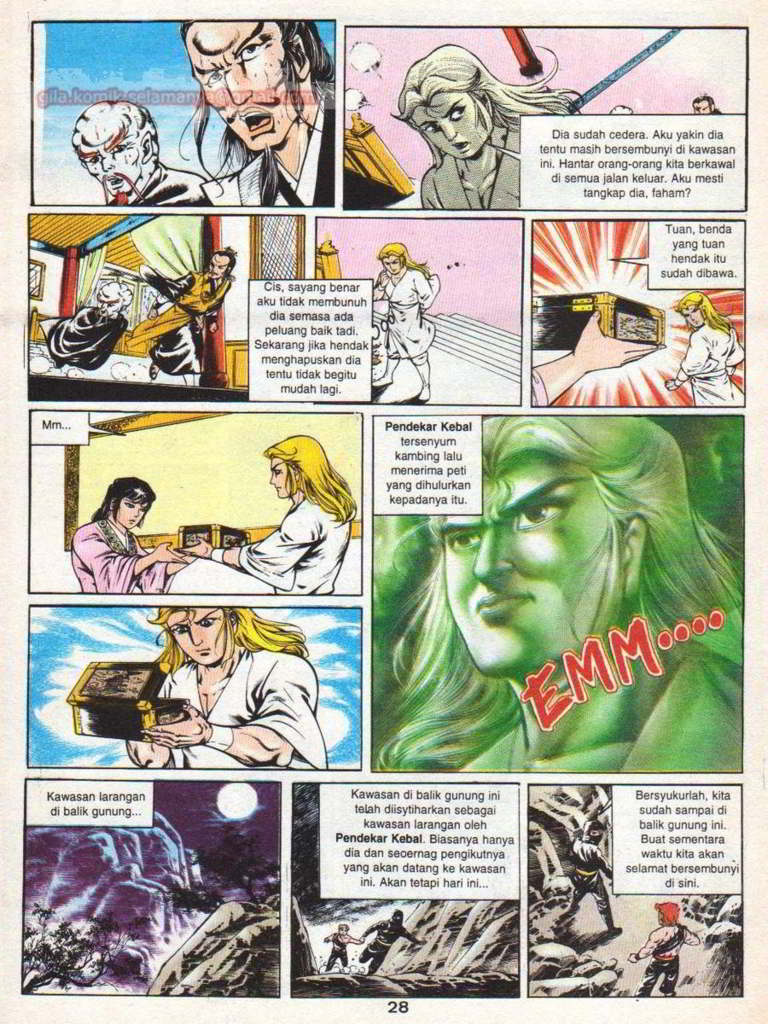 gila.komik.selamanya@gmail.com
Dia sudah cedera. Aku yakin dia
tentu masih bersembunyi di kawasan
ini. Hantar orang-orang kita berkawal
di semua jalan keluar. Aku mesti
tangkap dia, faham?
Cis, sayang benar
aku tidak membunuh
dia semasa ada
peluang baik tadi.
Sekarang jika hendak
menghapuskan dia
tentu tidak begitu
mudah lagi.
Tuan, benda
yang tuan
hendak itu
sudah dibawa.
Mm...
Pendekar Kebal
tersenyum
kambing lalu
menerima peti
yang dihulurkan
kepadanya itu.
EMM....
Kawasan larangan
di balik gunung...
Kawasan di balik gunung ini
telah diisytiharkan sebagai
kawasan larangan oleh
Pendekar Kebal. Biasanya hanya
dia dan seoernag pengikutnya
yang akan datang ke kawasan
ini. Akan tetapi hari ini...
Bersyukurlah, kita
sudah sampai di
balik gunung ini.
Buat sementara
waktu kita akan
selamat bersembunyi
di sini.
28